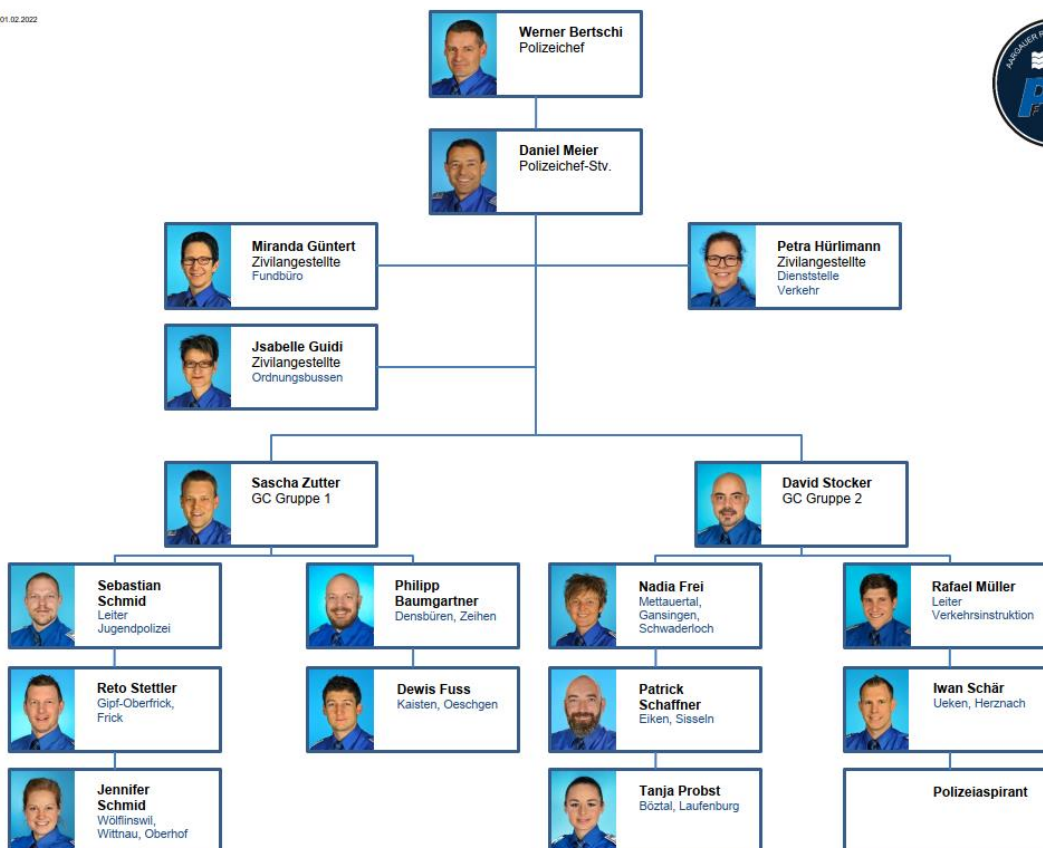 01.02.2022
AARGAUER
Werner Bertschi
Polizeichef
Daniel Meier
Polizeichef-Stv.
Miranda Güntert
Zivilangestellte
Fundbüro
Petra Hürlimann
Zivilangestellte
Dienststelle
Verkehr
Jsabelle Guidi
Zivilangestellte
Ordnungsbussen
Sascha Zutter
GC Gruppe 1
David Stocker
GC Gruppe 2
Sebastian
Schmid
Leiter
Jugendpolizei
Philipp
Baumgartner
Densbüren, Zeihen
Nadia Frei
Mettauertal,
Gansingen,
Schwaderloch
Rafael Müller
Leiter
Verkehrsinstruktion
Reto Stettler
Gipf-Oberfrick,
Frick
Dewis Fuss
Kaisten, Oeschgen
Patrick
Schaffner
Eiken, Sisseln
Iwan Schär
Ueken, Herznach
Jennifer
Schmid
Wölflinswil,
Wittnau, Oberhof
Tanja Probst
Böztal, Laufenburg
Polizeiaspirant